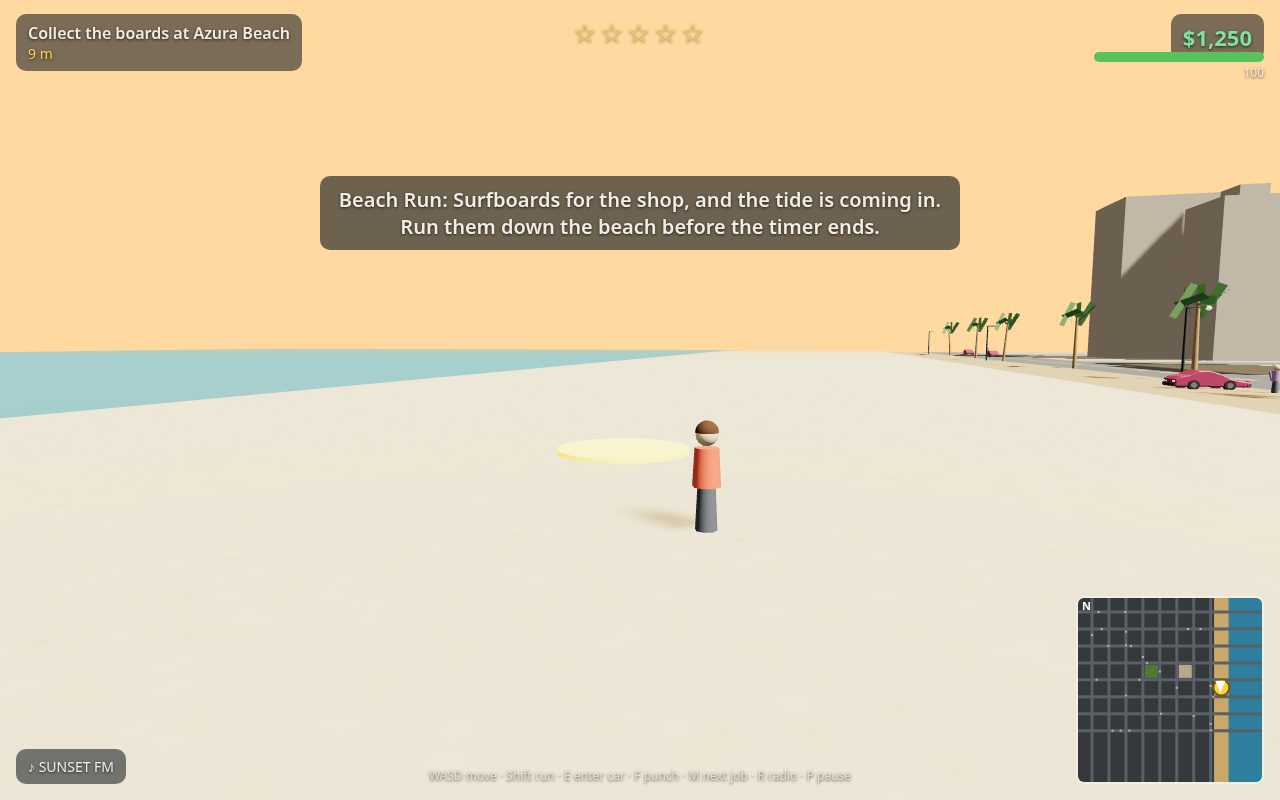 Collect the boards at Azura Beach
9 m
☆☆☆☆☆
$1,250
100
Beach Run: Surfboards for the shop, and the tide is coming in.
Run them down the beach before the timer ends.
N
♪ SUNSET FM
WASD move · Shift run · E enter car · F punch · M next job · R radio · P pause